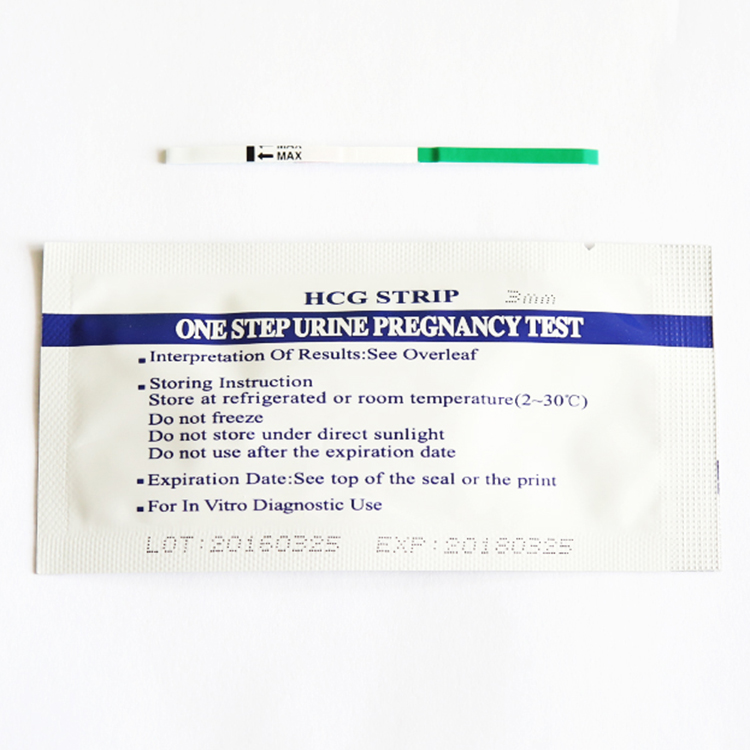 MAX
MAX
HCG STRIP 3mm
ONE STEP URINE PREGNANCY TEST
Interpretation Of Results:See Overleaf
Storing Instruction
Store at refrigerated or room temperature(2~30℃)
Do not freeze
Do not store under direct sunlight
Do not use after the expiration date
Expiration Date:See top of the seal or the print
For In Vitro Diagnostic Use
LOT:20160325 EXP:20180325